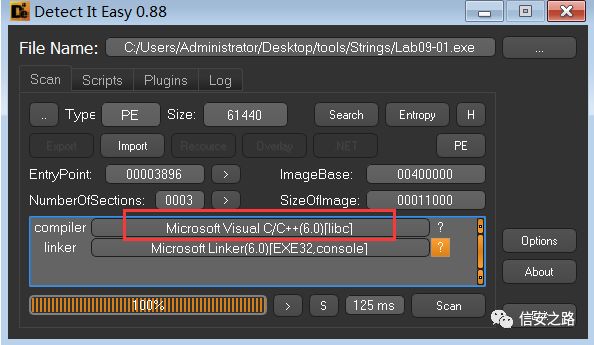 Detect It Easy 0.88
File Name: C:/Users/Administrator/Desktop/tools/Strings/Lab09-01.exe ...
Scan Scripts Plugins Log
.. Type PE Size: 61440 Search Entropy H
Export Import Resource Overlay .NET PE
EntryPoint: 00003896 > ImageBase: 00400000
NumberOfSections: 0003 > SizeOfImage: 00011000
compiler Microsoft Visual C/C++(6.0)[libc] ?
linker Microsoft Linker(6.0)[EXE32,console] ?
Options
About
100% > S 125 ms Scan
信安之路